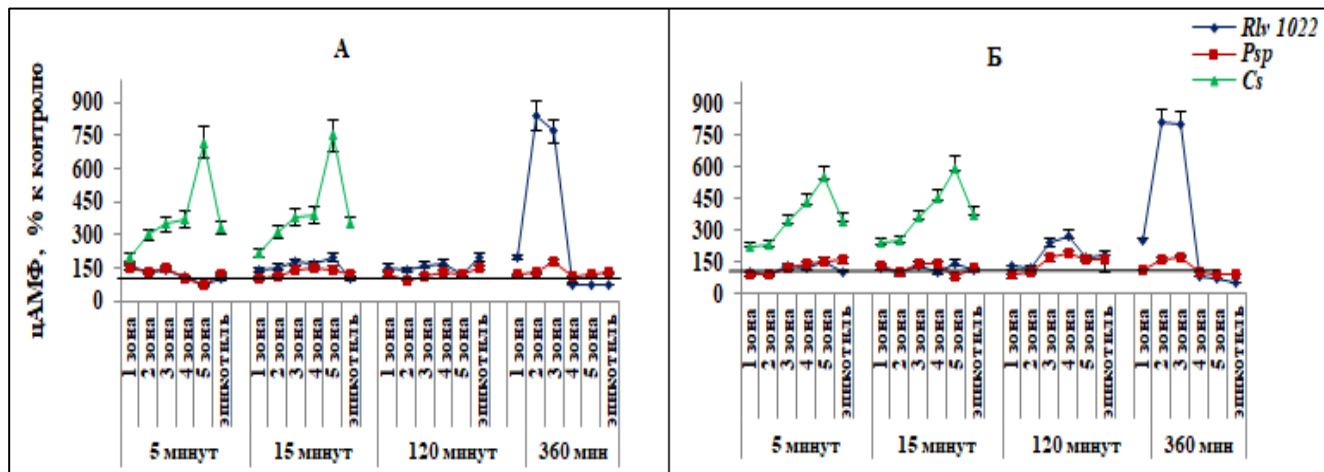 А
цАМФ, % к контролю
900
750
600
450
300
150
0
1 зона
2 зона
3 зона
4 зона
5 зона
эпикотиль
1 зона
2 зона
3 зона
4 зона
5 зона
эпикотиль
1 зона
2 зона
3 зона
4 зона
5 зона
эпикотиль
1 зона
2 зона
3 зона
4 зона
5 зона
эпикотиль
5 минут
15 минут
120 минут
360 мин
Б
Rlv 1022
Psp
Cs
900
750
600
450
300
150
0
1 зона
2 зона
3 зона
4 зона
5 зона
эпикотиль
1 зона
2 зона
3 зона
4 зона
5 зона
эпикотиль
1 зона
2 зона
3 зона
4 зона
5 зона
эпикотиль
1 зона
2 зона
3 зона
4 зона
5 зона
эпикотиль
5 минут
15 минут
120 минут
360 мин